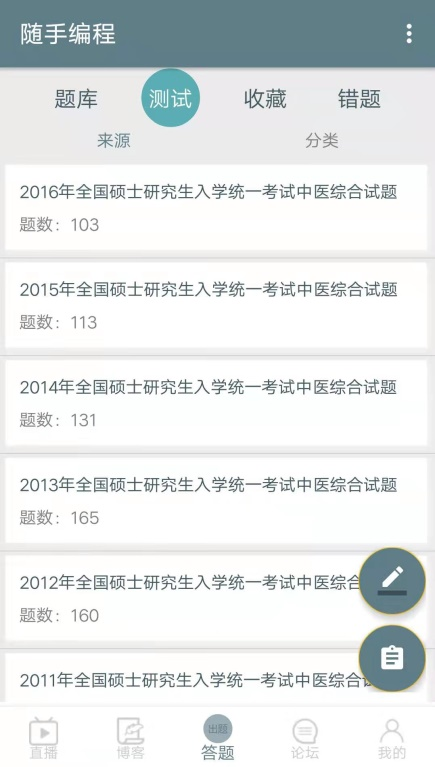 随手编程
题库 测试 收藏 错题
来源 分类
2016年全国硕士研究生入学统一考试中医综合试题
题数：103
2015年全国硕士研究生入学统一考试中医综合试题
题数：113
2014年全国硕士研究生入学统一考试中医综合试题
题数：131
2013年全国硕士研究生入学统一考试中医综合试题
题数：165
2012年全国硕士研究生入学统一考试中医综合
题数：160
2011年全国硕士研究生入学统一考试中医综合
出题
直播 博客 答题 论坛 我的